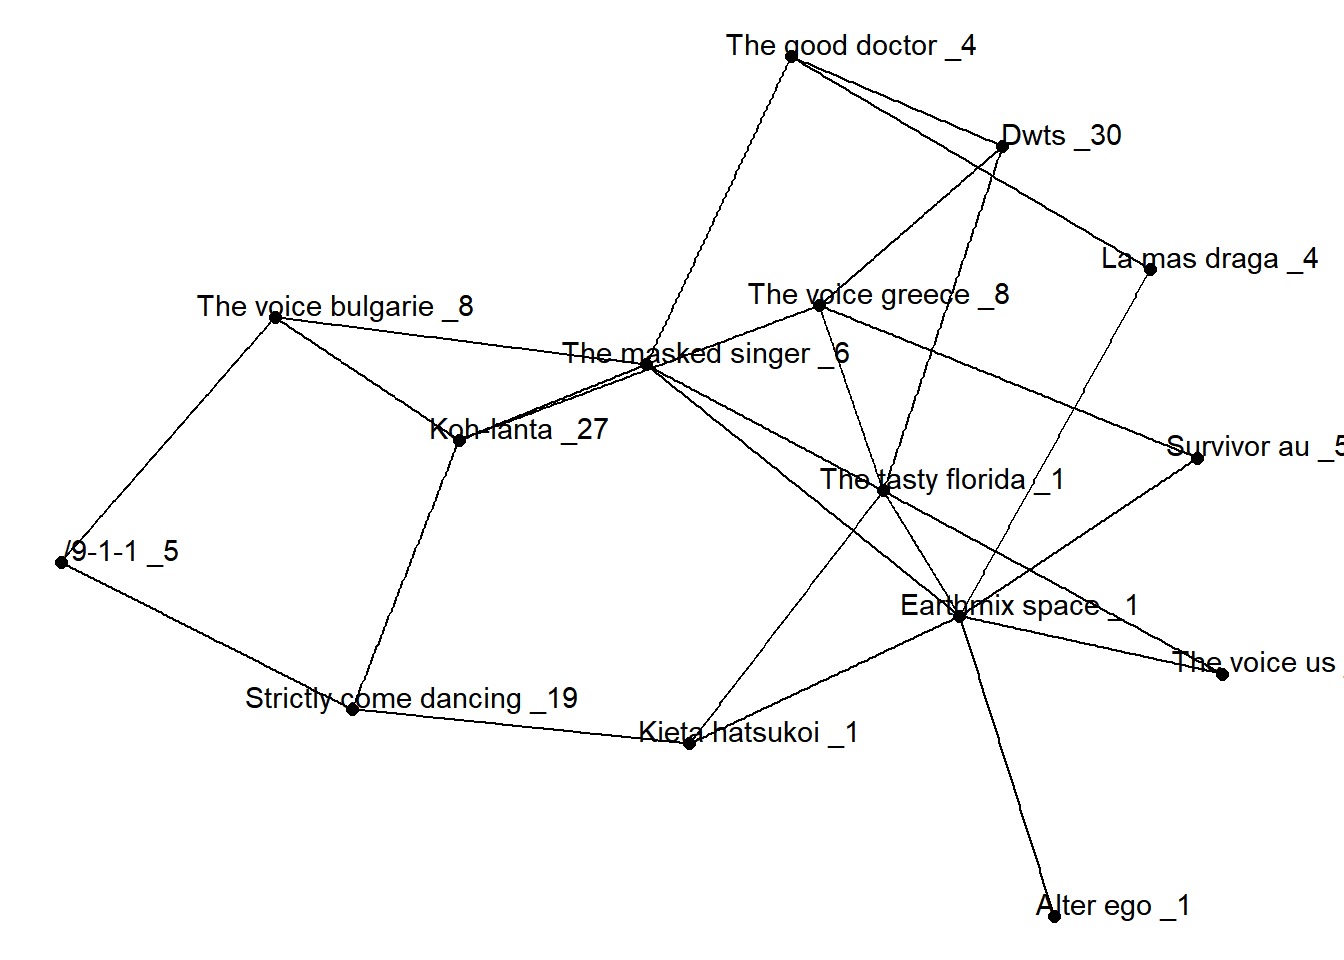 The good doctor _4
Dwts _30
La mas draga _4
The voice greece _8
The voice bulgarie _8
The masked singer _6
Koh-lanta _27
Survivor au _5
The tasty florida _1
/9-1-1 _5
Earthmix space _1
The voice us
Strictly come dancing _19
Kieta hatsukoi _1
Alter ego _1